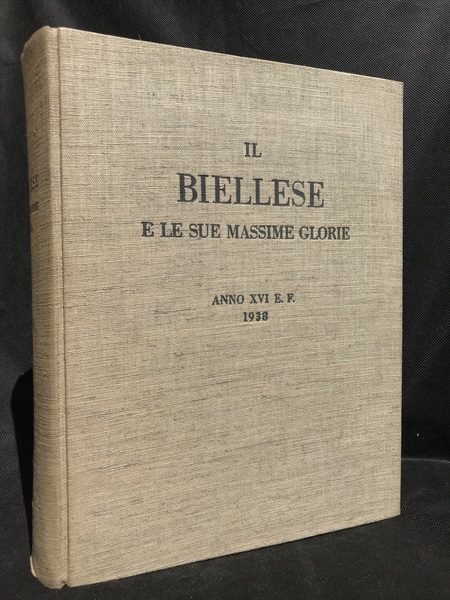 IL
BIELLESE
E LE SUE MASSIME GLORIE
ANNO XVI E. F.
1938